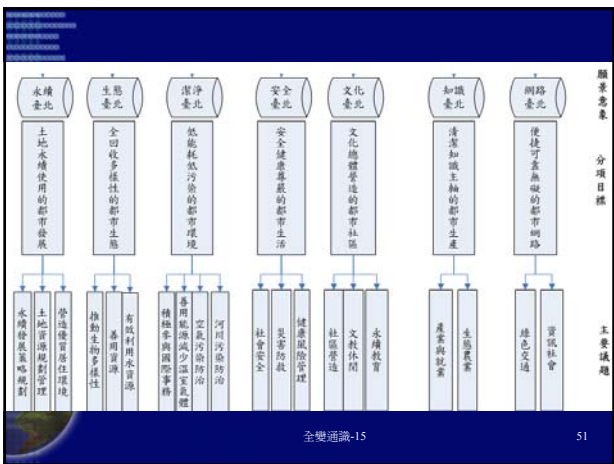 永續
臺北
生態
臺北
潔淨
臺北
安全
臺北
文化
臺北
知識
臺北
網路
臺北
願景意象
土地永續使用的都市發展
全回收多樣性的都市生態
低能耗低污染的都市環境
安全健康尊嚴的都市生活
文化總體營造的都市社區
清潔知識主軸的都市生產
便捷可靠無礙的都市網路
分項目標
永續發展策略規劃
土地資源規劃管理
營造優質居住環境
推動生物多樣性
善用資源
有效利用水資源
積極參與國際事務
善用能源減少溫室氣體
空氣污染防治
河川污染防治
社會安全
災害防救
健康風險管理
社區營造
文教休閒
永續教育
產業與就業
生態農業
綠色交通
資訊社會
主要議題
全變通識-15
51